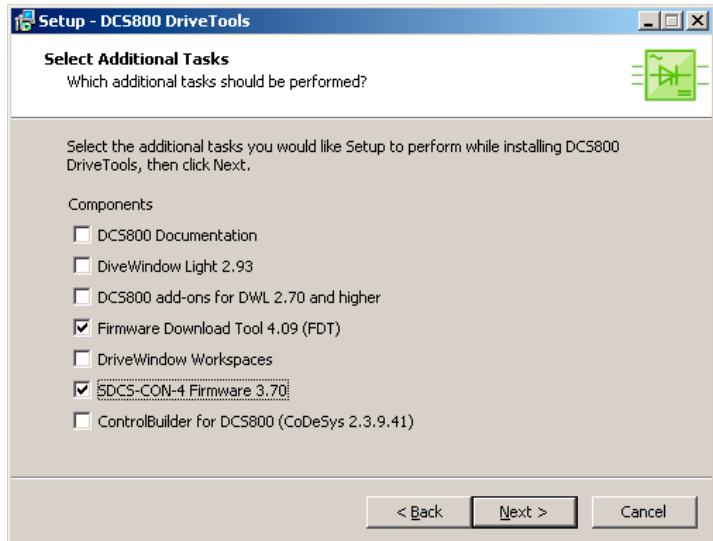 Setup - DCS800 DriveTools
Select Additional Tasks
Which additional tasks should be performed?
Select the additional tasks you would like Setup to perform while installing DCS800
DriveTools, then click Next.
Components
DCS800 Documentation
DiveWindow Light 2.93
DCS800 add-ons for DWL 2.70 and higher
Firmware Download Tool 4.09 (FDT)
DriveWindow Workspaces
SDCS-CON-4 Firmware 3.70
ControlBuilder for DCS800 (CoDeSys 2.3.9.41)
< Back Next > Cancel